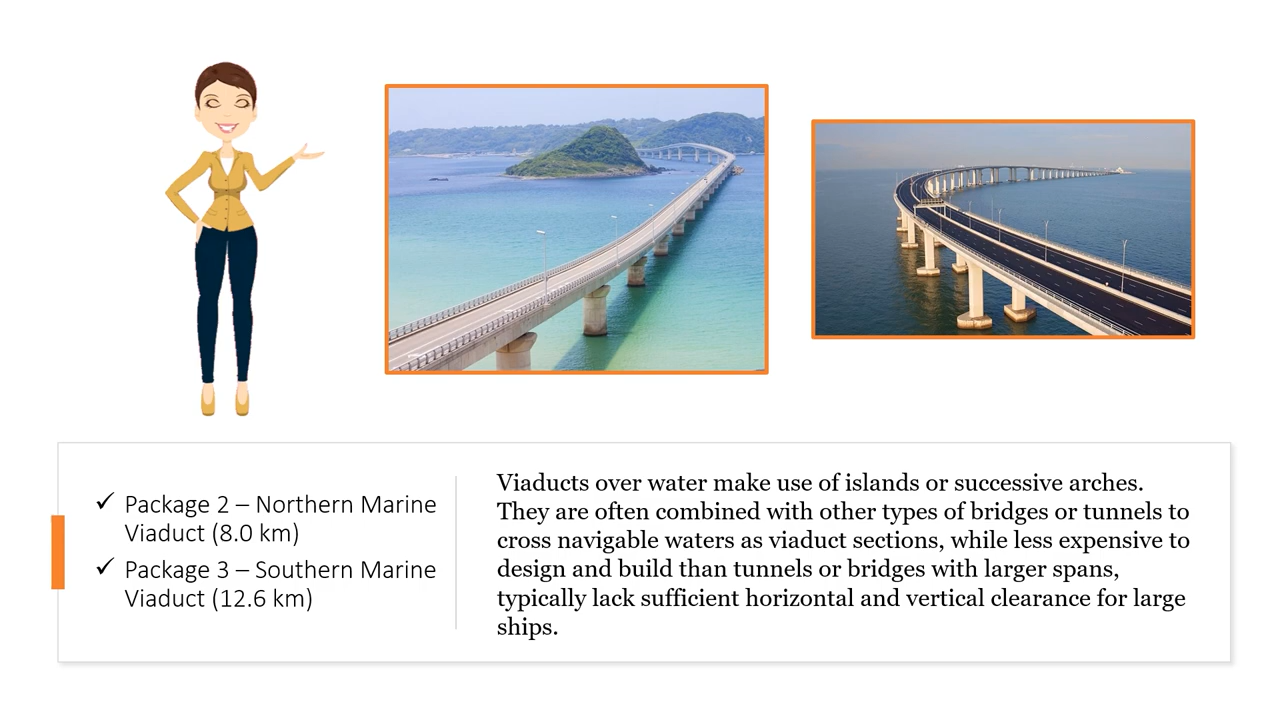 ✓ Package 2 – Northern Marine
Viaduct (8.0 km)
✓ Package 3 – Southern Marine
Viaduct (12.6 km)
Viaducts over water make use of islands or successive arches.
They are often combined with other types of bridges or tunnels to
cross navigable waters as viaduct sections, while less expensive to
design and build than tunnels or bridges with larger spans,
typically lack sufficient horizontal and vertical clearance for large
ships.